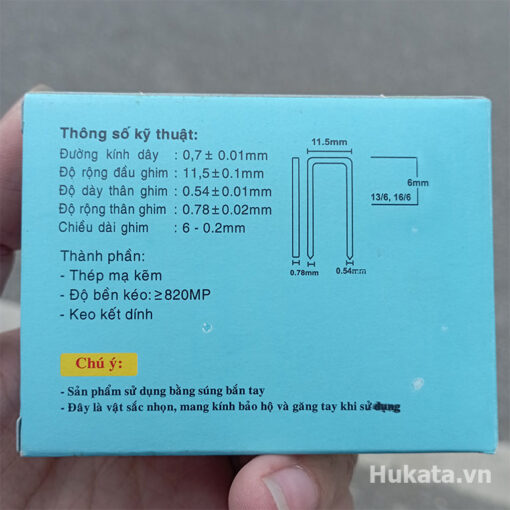 Thông số kỹ thuật:
Đường kính dây : 0,7 ± 0.01mm
Độ rộng đầu ghim : 11,5 ± 0.1mm
Độ dày thân ghim : 0.54 ± 0.01mm
Độ rộng thân ghim : 0.78 ± 0.02mm
Chiều dài ghim : 6 - 0.2mm
11.5mm
6mm
13/6, 16/6
0.78mm 0.54mm
Thành phần:
- Thép mạ kẽm
- Độ bền kéo: ≥820MP
- Keo kết dính
Chú ý:
- Sản phẩm sử dụng bằng súng bắn tay
- Đây là vật sắc nhọn, mang kính bảo hộ và găng tay khi sử dụng
Hukata.vn